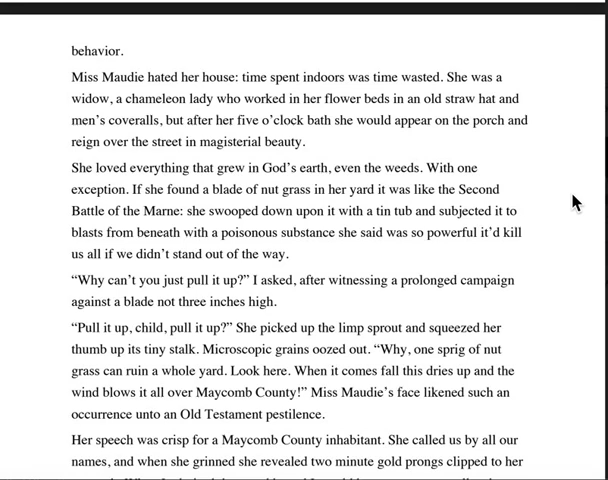 behavior.
Miss Maudie hated her house: time spent indoors was time wasted. She was a
widow, a chameleon lady who worked in her flower beds in an old straw hat and
men’s coveralls, but after her five o’clock bath she would appear on the porch and
reign over the street in magisterial beauty.
She loved everything that grew in God’s earth, even the weeds. With one
exception. If she found a blade of nut grass in her yard it was like the Second
Battle of the Marne: she swooped down upon it with a tin tub and subjected it to
blasts from beneath with a poisonous substance she said was so powerful it’d kill
us all if we didn’t stand out of the way.
“Why can’t you just pull it up?” I asked, after witnessing a prolonged campaign
against a blade not three inches high.
“Pull it up, child, pull it up?” She picked up the limp sprout and squeezed her
thumb up its tiny stalk. Microscopic grains oozed out. “Why, one sprig of nut
grass can ruin a whole yard. Look here. When it comes fall this dries up and the
wind blows it all over Maycomb County!” Miss Maudie’s face likened such an
occurrence unto an Old Testament pestilence.
Her speech was crisp for a Maycomb County inhabitant. She called us by all our
names, and when she grinned she revealed two minute gold prongs clipped to her